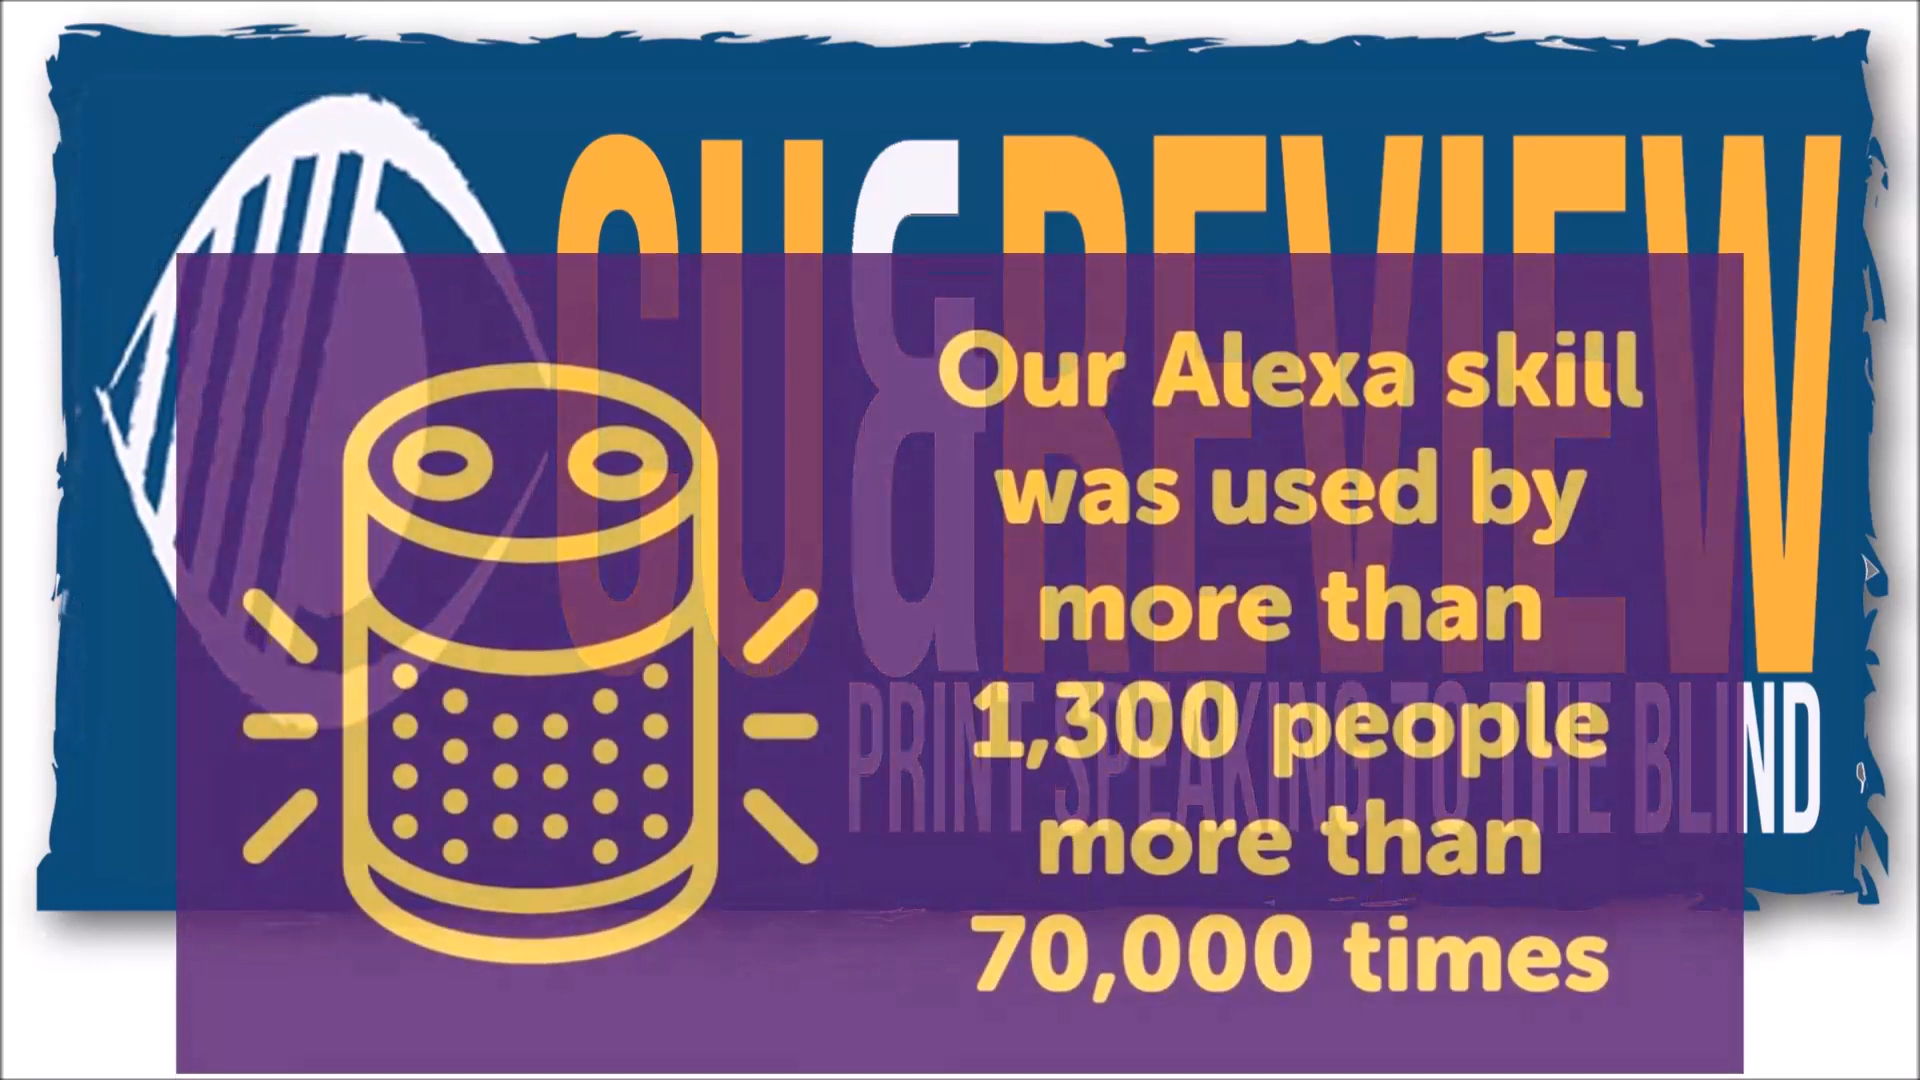 CU&REVIEW
PRINT SPEAKING TO THE BLIND
Our Alexa skill
was used by
more than
1,300 people
more than
70,000 times